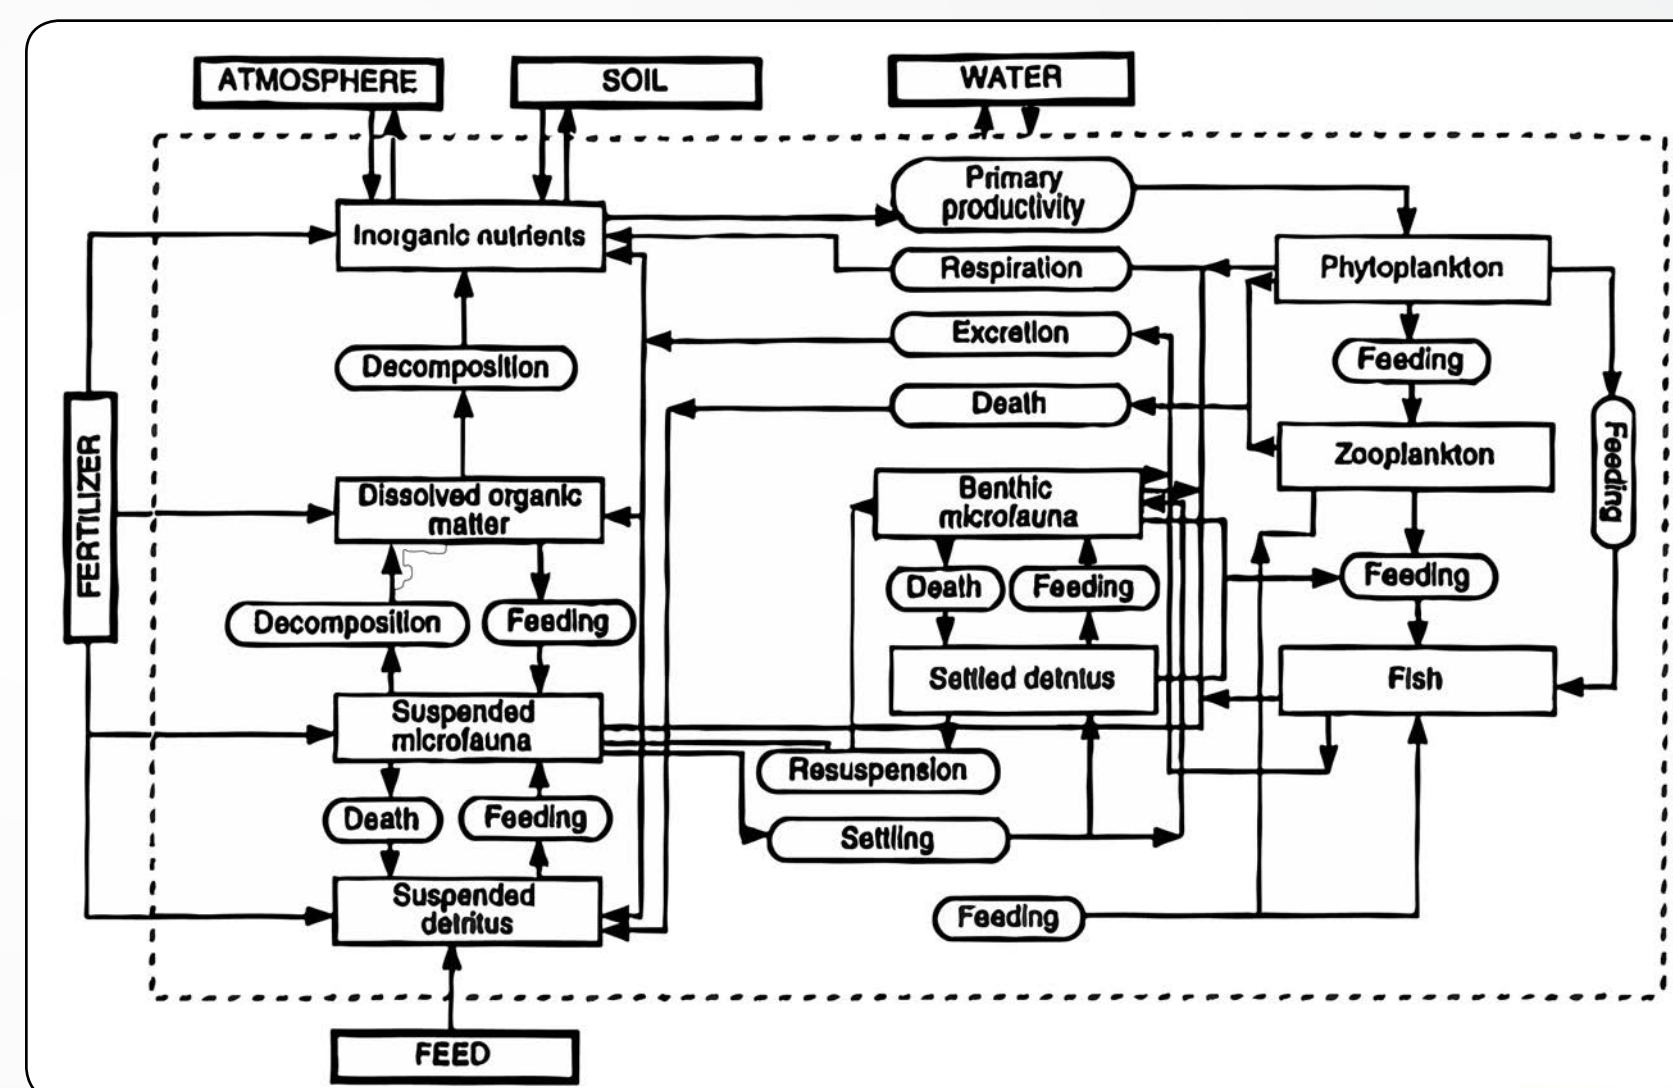 ATMOSPHERE
SOIL
WATER
Primary
productivity
Inorganic nutrients
Respiration
Phytoplankton
Excretion
Feeding
Decomposition
Death
Feeding
FERTILIZER
Zooplankton
Dissolved organic
matter
Benthic
microfauna
Death
Feeding
Feeding
Decomposition
Feeding
Settled detntus
Fish
Suspended
microfauna
Resuspension
Death
Feeding
Settling
Suspended
detritus
Feeding
FEED